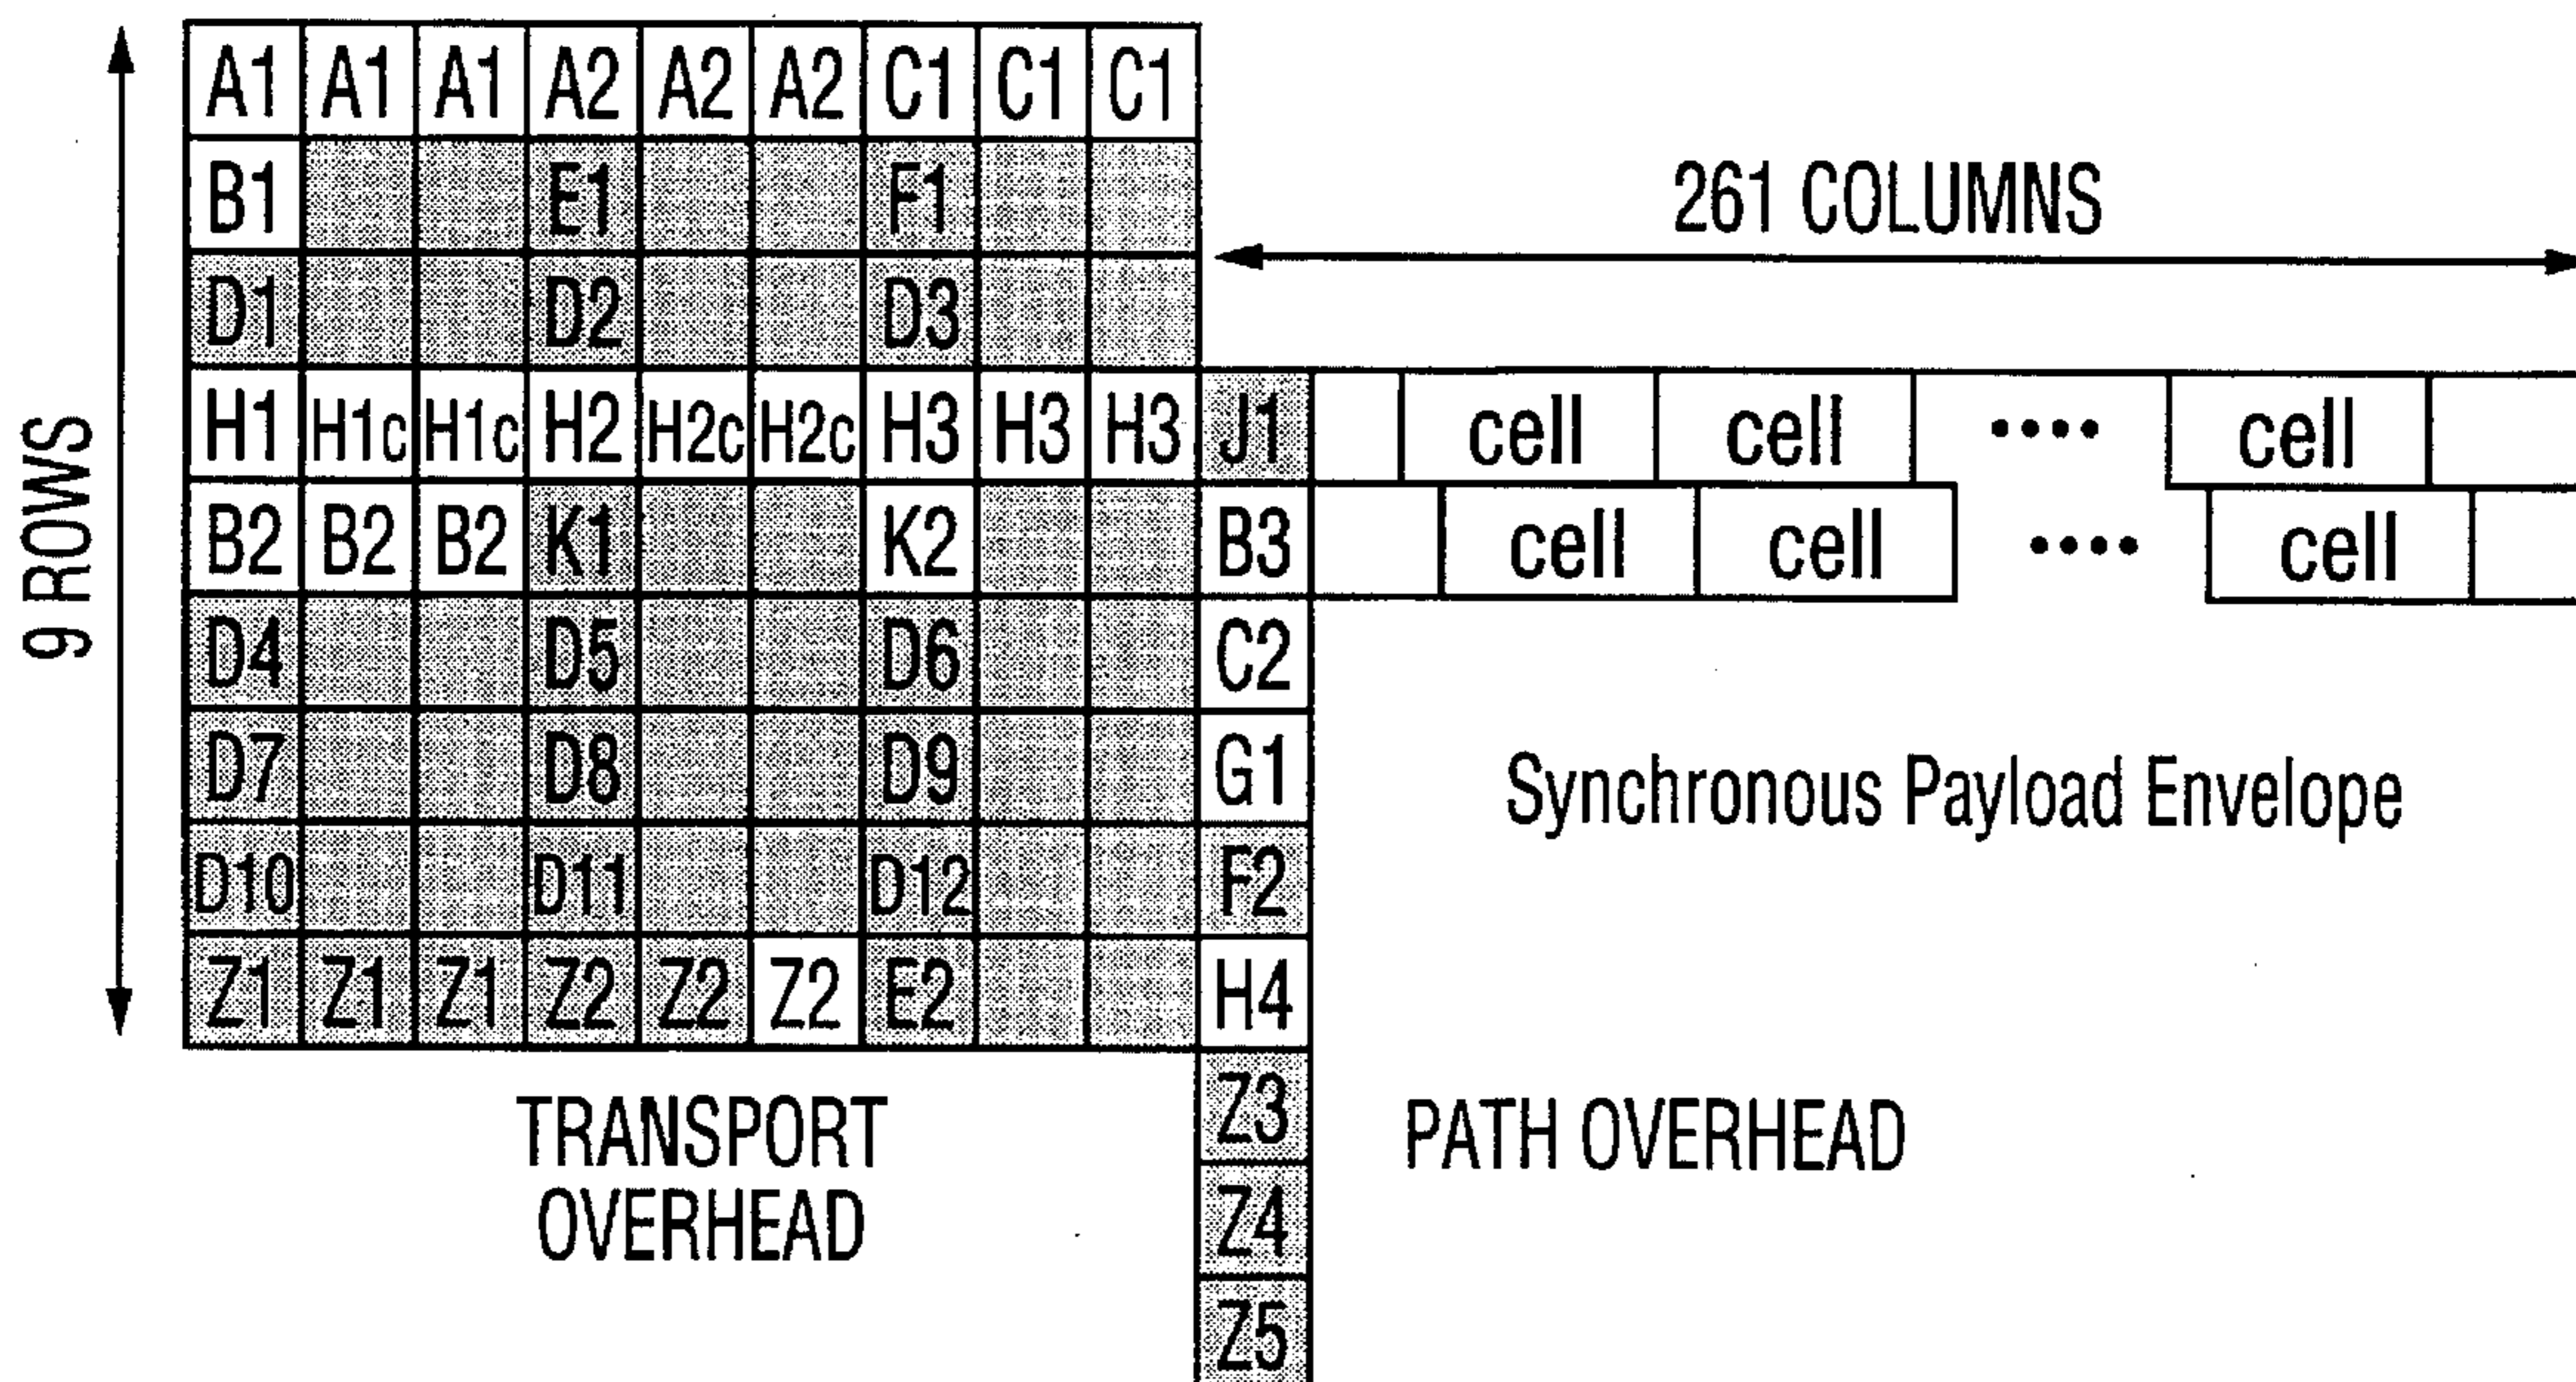 A1 A1 A1 A2 A2 A2 C1 C1 C1
B1 E1 F1
261 COLUMNS
D1 D2 D3
9 ROWS
H1 H1c H1c H2 H2c H2c H3 H3 H3 J1 cell cell •••• cell
B2 B2 B2 K1 K2 B3 cell cell •••• cell
D4 D5 D6 C2
D7 D8 D9 G1
Synchronous Payload Envelope
D10 D11 D12 F2
Z1 Z1 Z1 Z2 Z2 Z2 E2 H4
Z3
TRANSPORT
OVERHEAD
PATH OVERHEAD
Z4
Z5